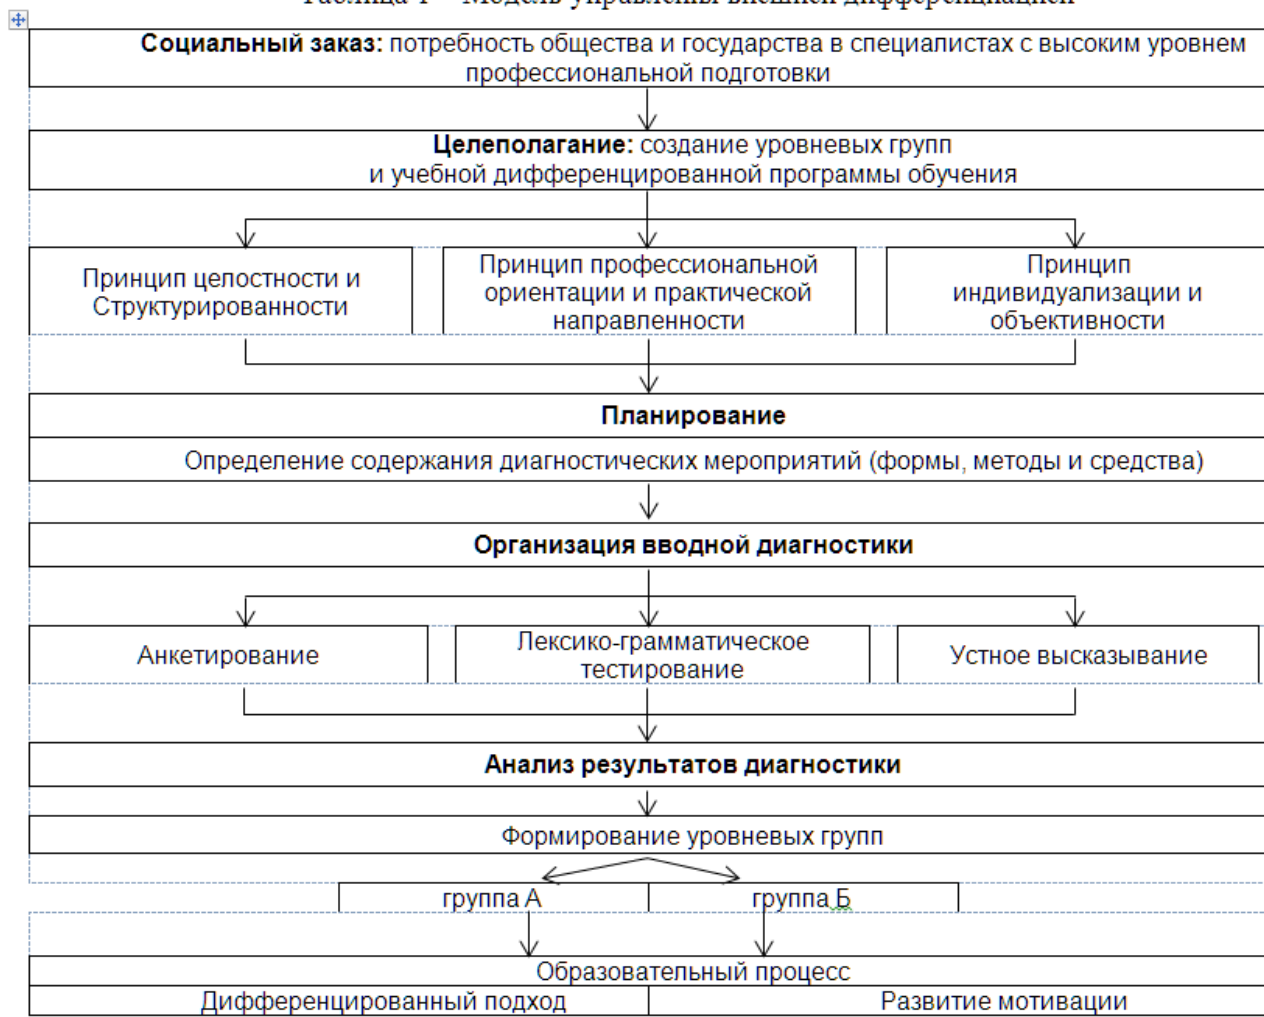 Социальный заказ: потребность общества и государства в специалистах с высоким уровнем
профессиональной подготовки
Целеполагание: создание уровневых групп
и учебной дифференцированной программы обучения
Принцип целостности и
Структурированности
Принцип профессиональной
ориентации и практической
направленности
Принцип
индивидуализации и
объективности
Планирование
Определение содержания диагностических мероприятий (формы, методы и средства)
Организация вводной диагностики
Анкетирование
Лексико-грамматическое
тестирование
Устное высказывание
Анализ результатов диагностики
Формирование уровневых групп
группа А
группа Б
Образовательный процесс
Дифференцированный подход
Развитие мотивации